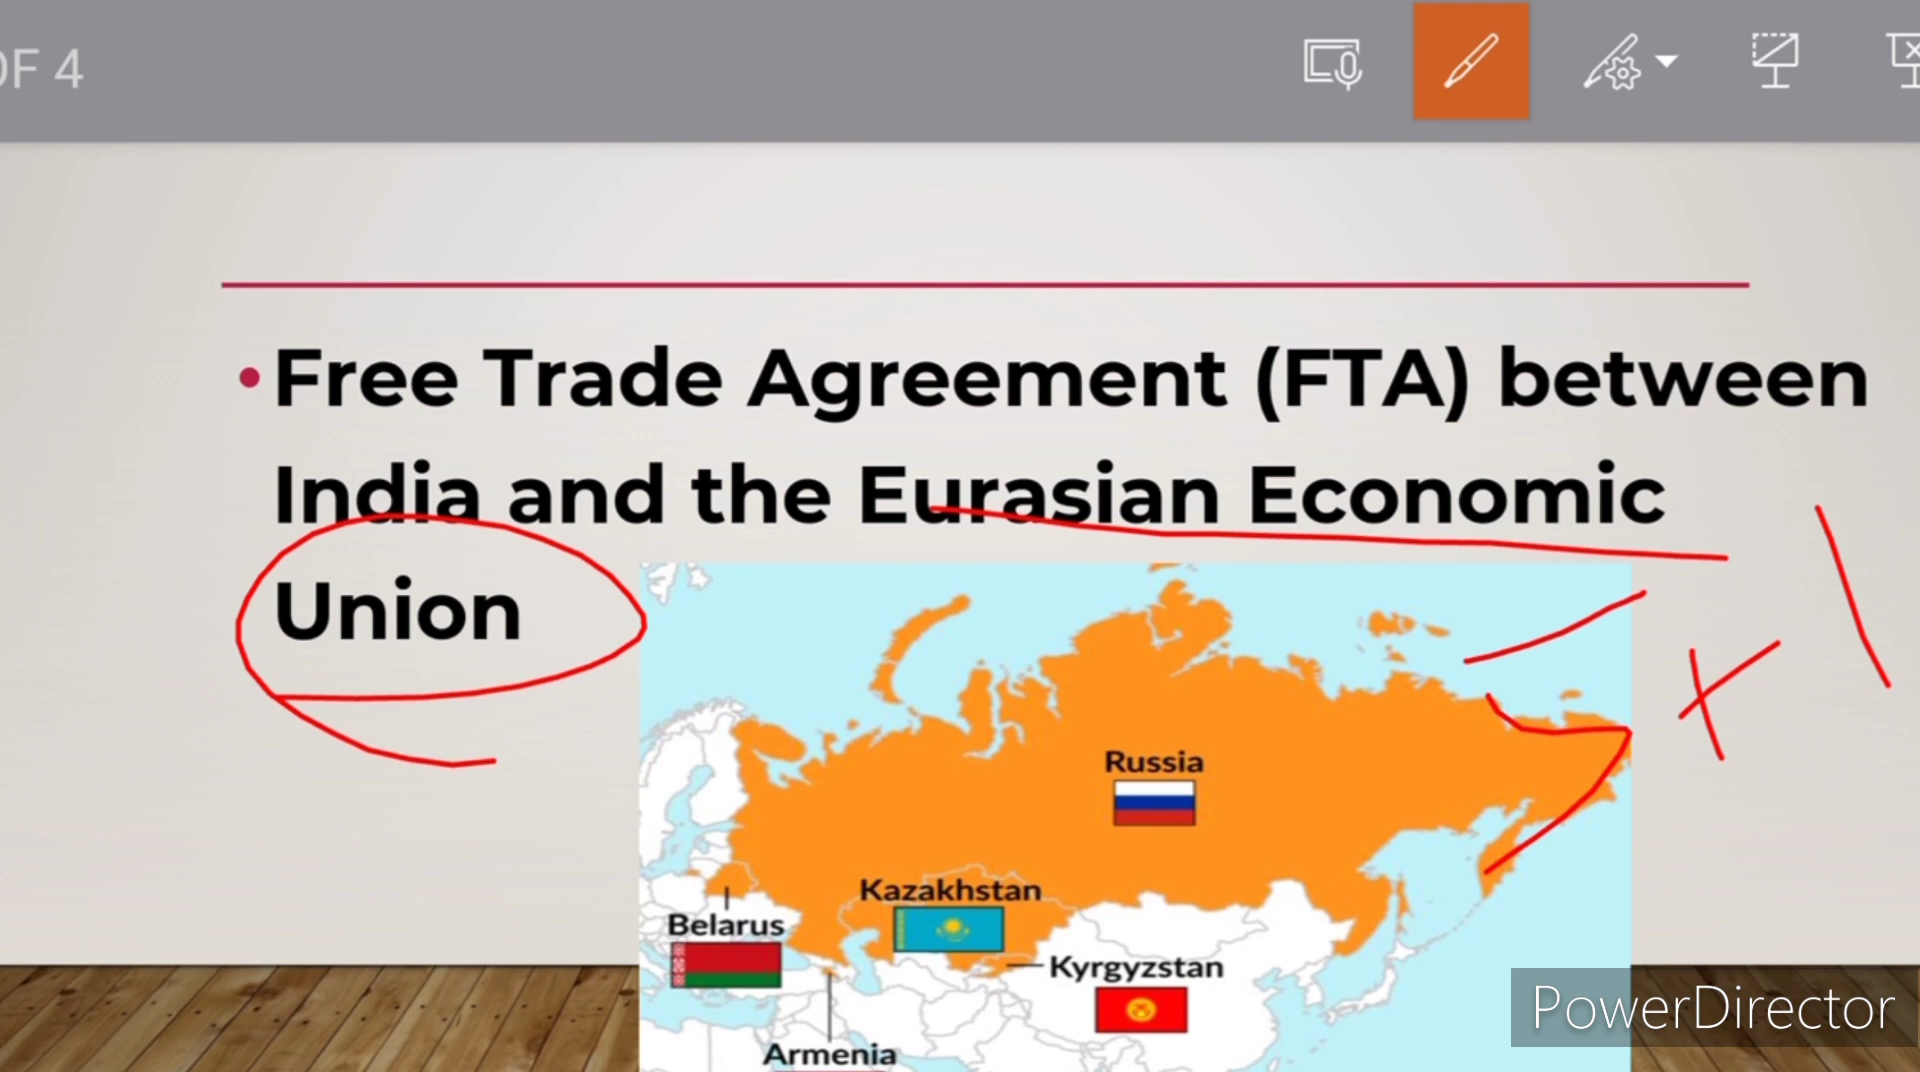 OF 4
• Free Trade Agreement (FTA) between
India and the Eurasian Economic
Union
Russia
Kazakhstan
Belarus
Kyrgyzstan
Armenia
PowerDirector